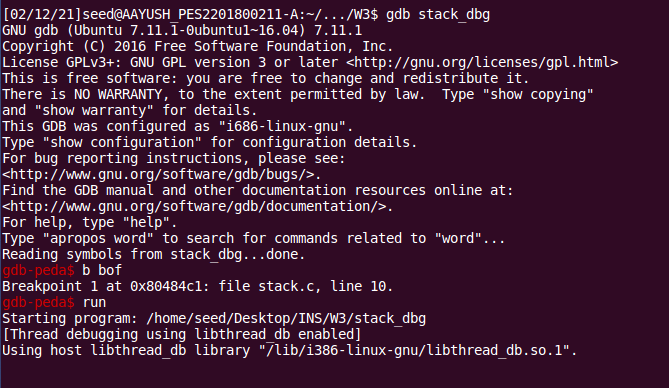 [02/12/21]seed@AAYUSH_PES2201800211-A:~/.../W3$ gdb stack_dbg
GNU gdb (Ubuntu 7.11.1-0ubuntu1~16.04) 7.11.1
Copyright (C) 2016 Free Software Foundation, Inc.
License GPLv3+: GNU GPL version 3 or later <http://gnu.org/licenses/gpl.html>
This is free software: you are free to change and redistribute it.
There is NO WARRANTY, to the extent permitted by law.  Type "show copying"
and "show warranty" for details.
This GDB was configured as "i686-linux-gnu".
Type "show configuration" for configuration details.
For bug reporting instructions, please see:
<http://www.gnu.org/software/gdb/bugs/>.
Find the GDB manual and other documentation resources online at:
<http://www.gnu.org/software/gdb/documentation/>.
For help, type "help".
Type "apropos word" to search for commands related to "word"...
Reading symbols from stack_dbg...done.
gdb-peda$ b bof
Breakpoint 1 at 0x80484c1: file stack.c, line 10.
gdb-peda$ run
Starting program: /home/seed/Desktop/INS/W3/stack_dbg
[Thread debugging using libthread_db enabled]
Using host libthread_db library "/lib/i386-linux-gnu/libthread_db.so.1".